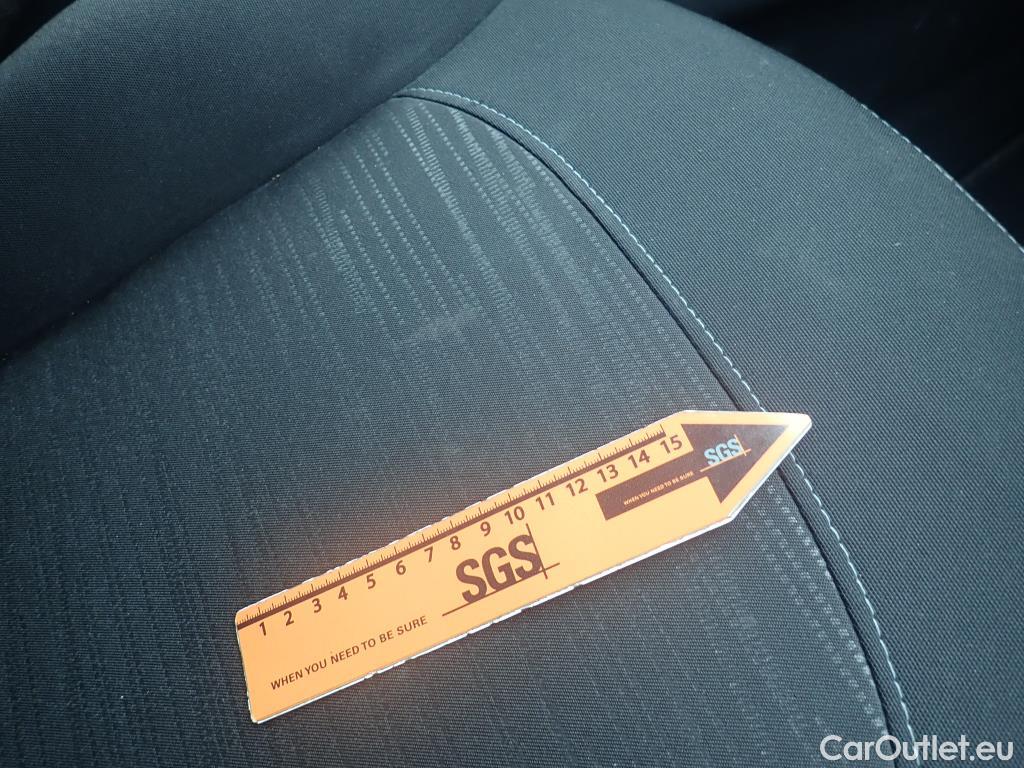 1 2 3 4 5 6 7 8 9 10 11 12 13 14 15
SGS
WHEN YOU NEED TO BE SURE
SGS
WHEN YOU NEED TO BE SURE
CarOutlet.eu